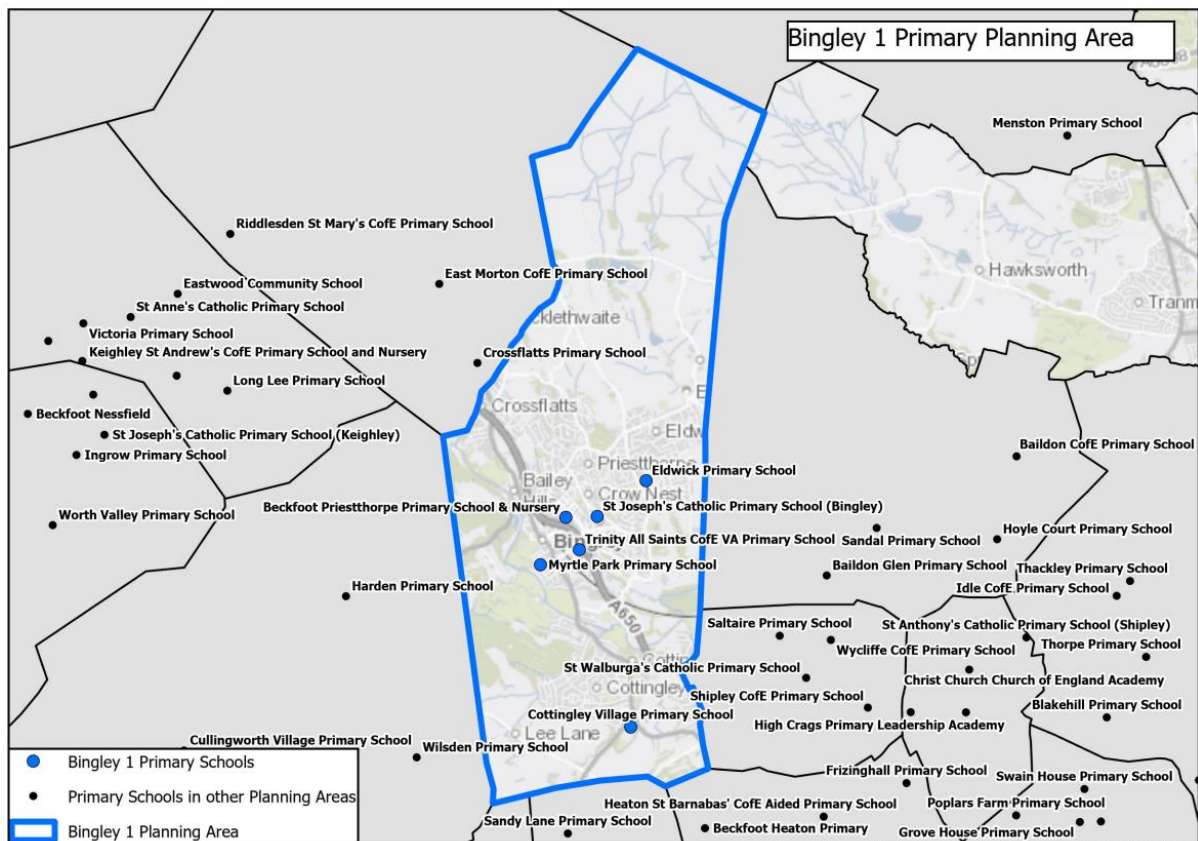 Bingley 1 Primary Planning Area
Menston Primary School
Hawksworth
Tranm
Riddlesden St Mary's CofE Primary School
East Morton CofE Primary School
Eastwood Community School
St Anne's Catholic Primary School
Victoria Primary School
cklethwaite
Keighley St Andrew's CofE Primary School and Nursery
Crossflatts Primary School
Long Lee Primary School
Beckfoot Nessfield
Crossflatts
E
St Joseph's Catholic Primary School (Keighley)
Eldw
Ingrow Primary School
Baildon CofE Primary School
Priestthorpe
Eldwick Primary School
Bailey
Hills
Crow Nest
Beckfoot Priestthorpe Primary School & Nursery
St Joseph's Catholic Primary School (Bingley)
Worth Valley Primary School
Hoyle Court Primary School
Bingley
Trinity All Saints CofE VA Primary School
Sandal Primary School
Myrtle Park Primary School
Baildon Glen Primary School
Thackley Primary School
Harden Primary School
Idle CofE Primary School
A650
Saltaire Primary School
St Anthony's Catholic Primary School (Shipley)
Wycliffe CofE Primary School
Thorpe Primary School
Cotting
St Walburga's Catholic Primary School
Christ Church Church of England Academy
Cottingley
Shipley CofE Primary School
Blakehill Primary School
Cottingley Village Primary School
High Crags Primary Leadership Academy
Lee Lane
Cullingworth Village Primary School
Wilsden Primary School
Frizinghall Primary School
Swain House Primary School
Heaton St Barnabas' CofE Aided Primary School
Poplars Farm Primary School
Sandy Lane Primary School
Beckfoot Heaton Primary
Grove House Primary School
Bingley 1 Primary Schools
Primary Schools in other Planning Areas
Bingley 1 Planning Area